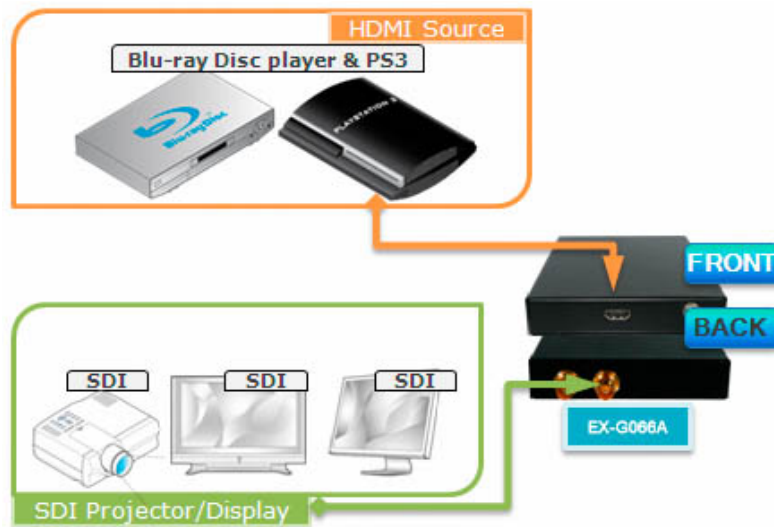 HDMI Source
Blu-ray Disc player & PS3
Blu-ray Disc
PLAYSTATION 3
FRONT
BACK
SDI
SDI
SDI
EX-G066A
SDI Projector/Display